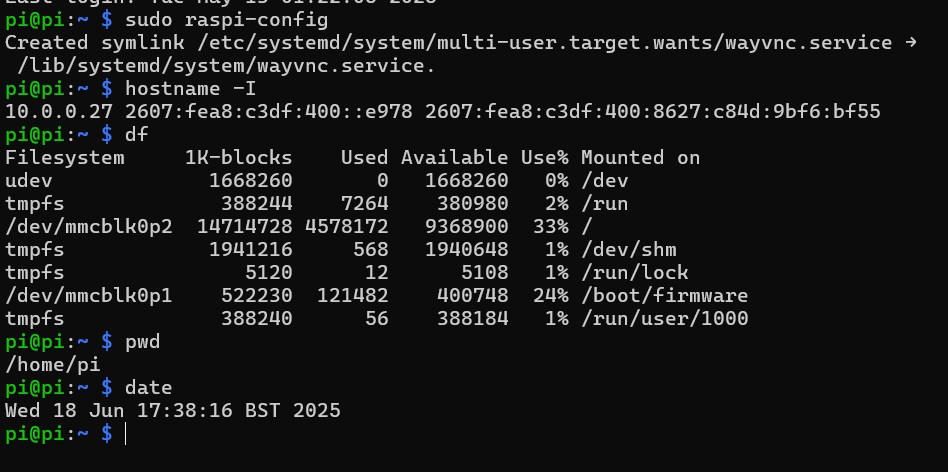 pi@pi:~ $ sudo raspi-config
Created symlink /etc/systemd/system/multi-user.target.wants/wayvnc.service →
 /lib/systemd/system/wayvnc.service.
pi@pi:~ $ hostname -I
10.0.0.27 2607:fea8:c3df:400::e978 2607:fea8:c3df:400:8627:c84d:9bf6:bf55
pi@pi:~ $ df
Filesystem     1K-blocks    Used Available Use% Mounted on
udev             1668260       0   1668260   0% /dev
tmpfs             388244    7264    380980   2% /run
/dev/mmcblk0p2  14714728 4578172   9368900  33% /
tmpfs            1941216     568   1940648   1% /dev/shm
tmpfs               5120      12      5108   1% /run/lock
/dev/mmcblk0p1    522230  121482    400748  24% /boot/firmware
tmpfs             388240      56    388184   1% /run/user/1000
pi@pi:~ $ pwd
/home/pi
pi@pi:~ $ date
Wed 18 Jun 17:38:16 BST 2025
pi@pi:~ $